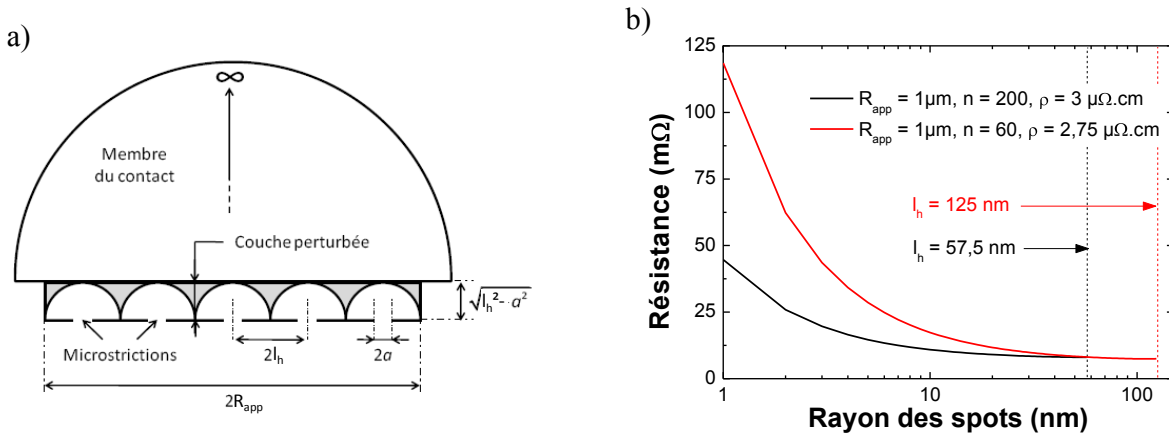 a)
∞
Membre
du contact
Couche perturbée
√l_h² - a²
Microstrictions
2l_h
2a
2R_app
b)
Résistance (mΩ)
125
100
75
50
25
0
R_app = 1µm, n = 200, ρ = 3 µΩ.cm
R_app = 1µm, n = 60, ρ = 2,75 µΩ.cm
l_h = 125 nm
l_h = 57,5 nm
1
10
100
Rayon des spots (nm)